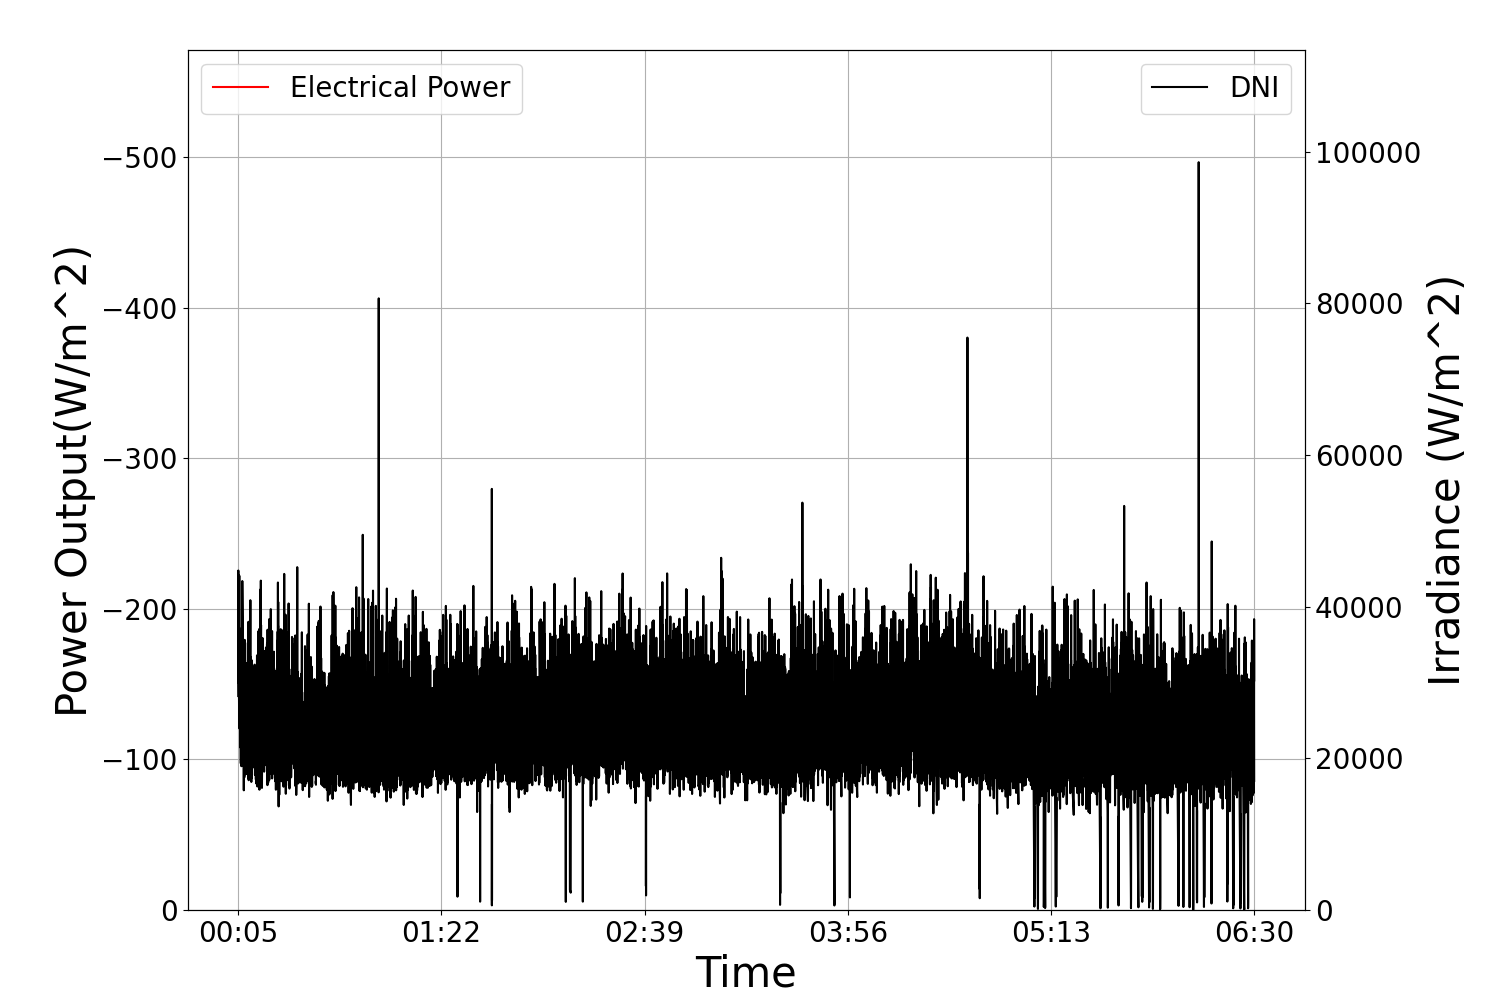 Electrical Power
DNI
Power Output(W/m^2)
−500
−400
−300
−200
−100
0
100000
80000
60000
40000
20000
0
Irradiance (W/m^2)
00:05 01:22 02:39 03:56 05:13 06:30
Time